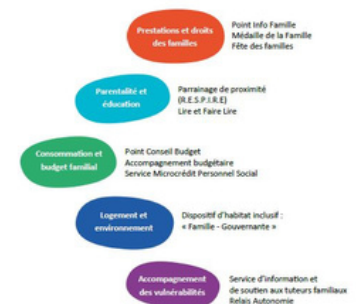 Prestations et droits
des familles
Point Info Famille
Médaille de la Famille
Fête des familles
Parentalité et
éducation
Parrainage de proximité
(R.E.S.P.I.R.E)
Lire et Faire Lire
Consommation et
budget familial
Point Conseil Budget
Accompagnement budgétaire
Service Microcrédit Personnel Social
Logement et
environnement
Dispositif d'habitat inclusif :
« Famille - Gouvernante »
Accompagnement
des vulnérabilités
Service d'information et
de soutien aux tuteurs familiaux
Relais Autonomie